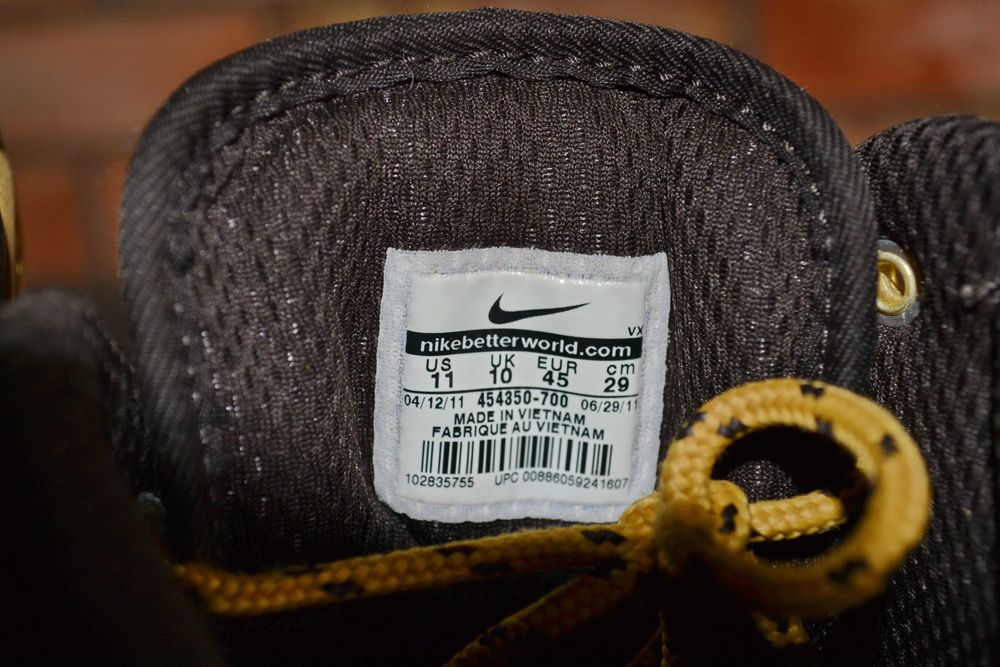 VX
nikebetterworld.com
US UK EUR cm
11 10 45 29
04/12/11 454350-700 06/29/11
MADE IN VIETNAM
FABRIQUE AU VIETNAM
102835755 UPC 00886059241607